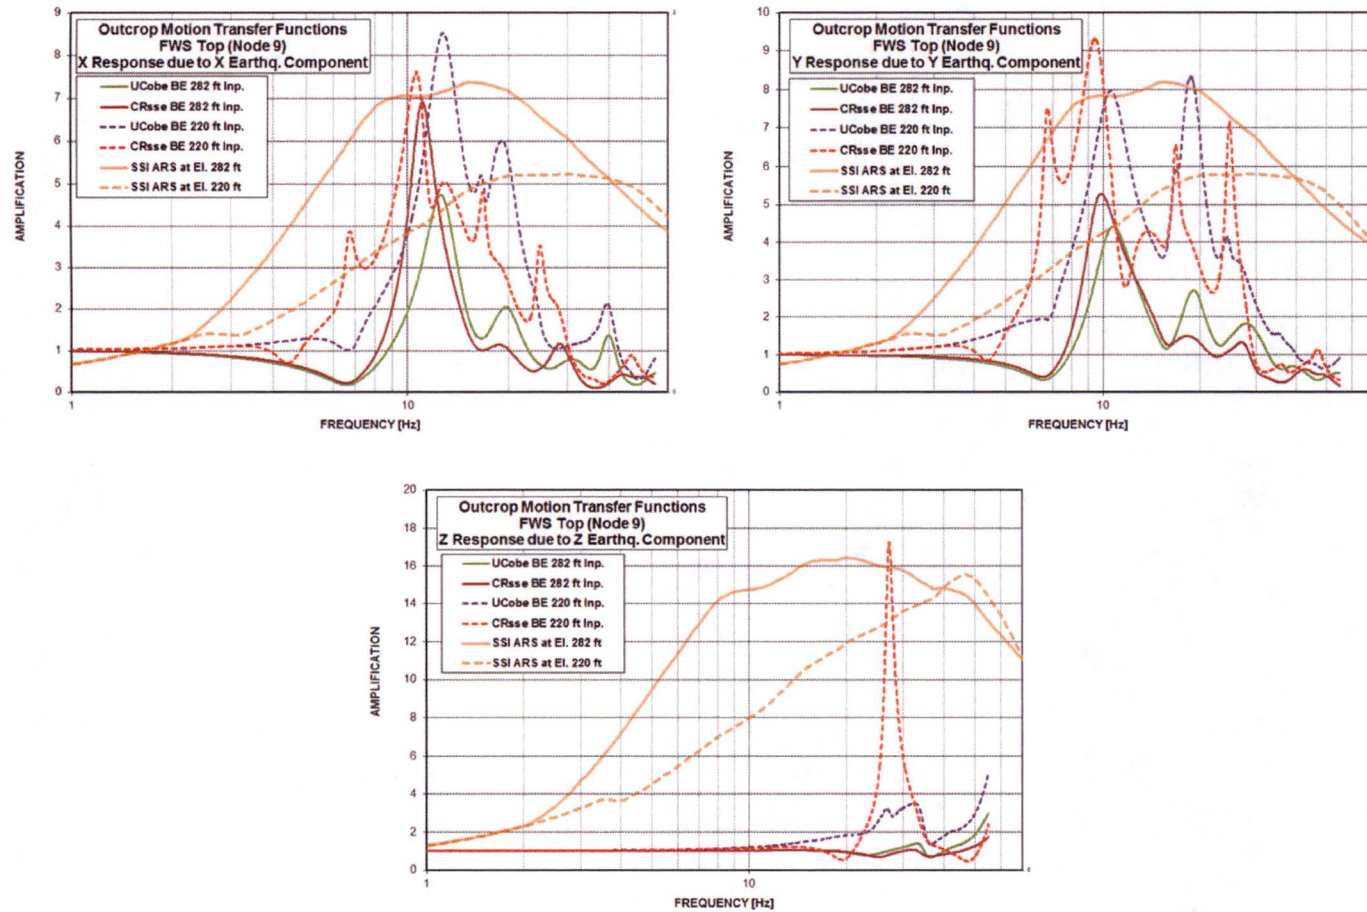 Outcrop Motion Transfer Functions
FWS Top (Node 9)
X Response due to X Earthq. Component
UCobe BE 282 ft Inp.
CRsse BE 282 ft Inp.
UCobe BE 220 ft Inp.
CRsse BE 220 ft Inp.
SSI ARS at El. 282 ft
SSI ARS at El. 220 ft
AMPLIFICATION
9
8
7
6
5
4
3
2
1
0
1
10
FREQUENCY [Hz]
Outcrop Motion Transfer Functions
FWS Top (Node 9)
Y Response due to Y Earthq. Component
UCobe BE 282 ft Inp.
CRsse BE 282 ft Inp.
UCobe BE 220 ft Inp.
CRsse BE 220 ft Inp.
SSI ARS at El. 282 ft
SSI ARS at El. 220 ft
AMPLIFICATION
10
9
8
7
6
5
4
3
2
1
0
1
10
FREQUENCY [Hz]
Outcrop Motion Transfer Functions
FWS Top (Node 9)
Z Response due to Z Earthq. Component
UCobe BE 282 ft Inp.
CRsse BE 282 ft Inp.
UCobe BE 220 ft Inp.
CRsse BE 220 ft Inp.
SSI ARS at El. 282 ft
SSI ARS at El. 220 ft
AMPLIFICATION
20
18
16
14
12
10
8
6
4
2
0
1
10
FREQUENCY [Hz]